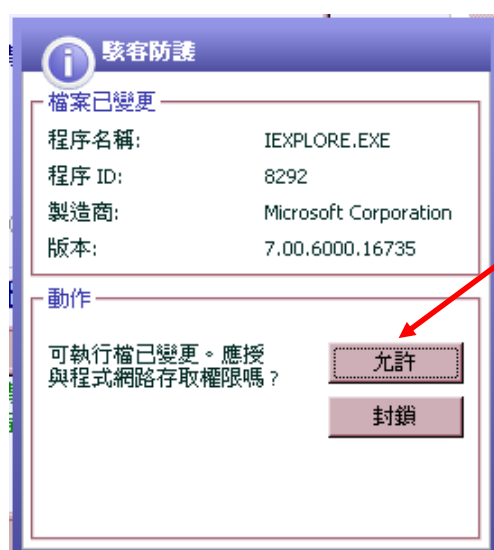 駭客防護
檔案已變更
程序名稱: IEXPLORE.EXE
程序 ID: 8292
製造商: Microsoft Corporation
版本: 7.00.6000.16735
動作
可執行檔已變更。應授
與程式網路存取權限嗎?
允許
封鎖